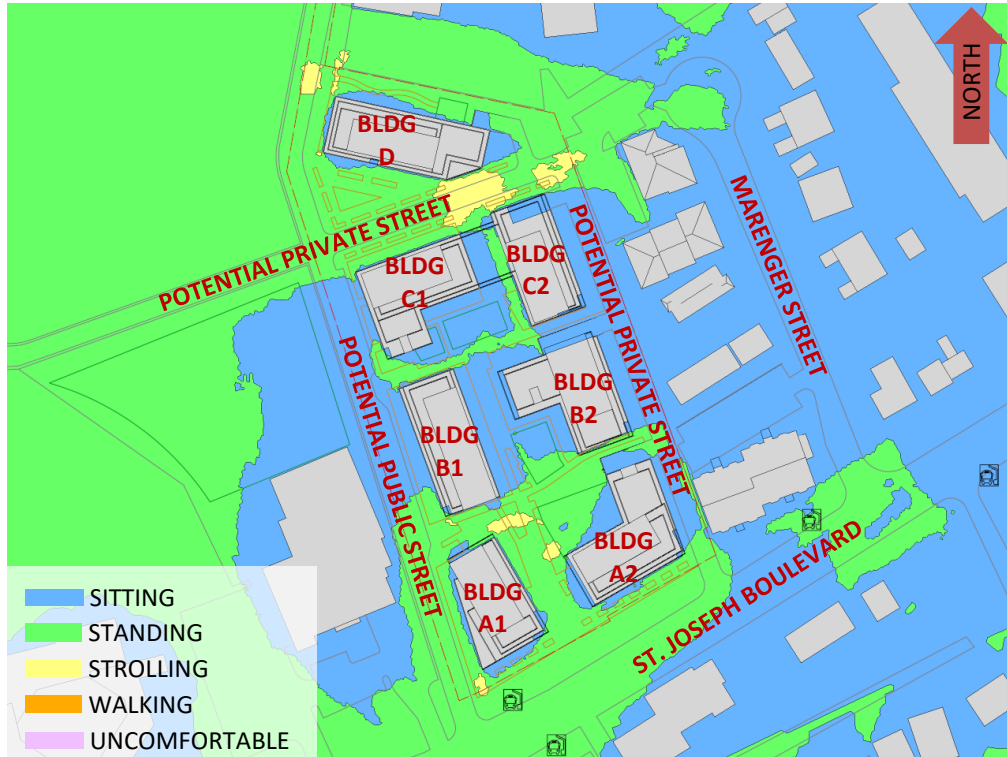 NORTH
BLDG
D
POTENTIAL PRIVATE STREET
BLDG
C1
BLDG
C2
POTENTIAL PRIVATE STREET
MARENGER STREET
POTENTIAL PUBLIC STREET
BLDG
B1
BLDG
B2
BLDG
A1
BLDG
A2
ST. JOSEPH BOULEVARD
SITTING
STANDING
STROLLING
WALKING
UNCOMFORTABLE